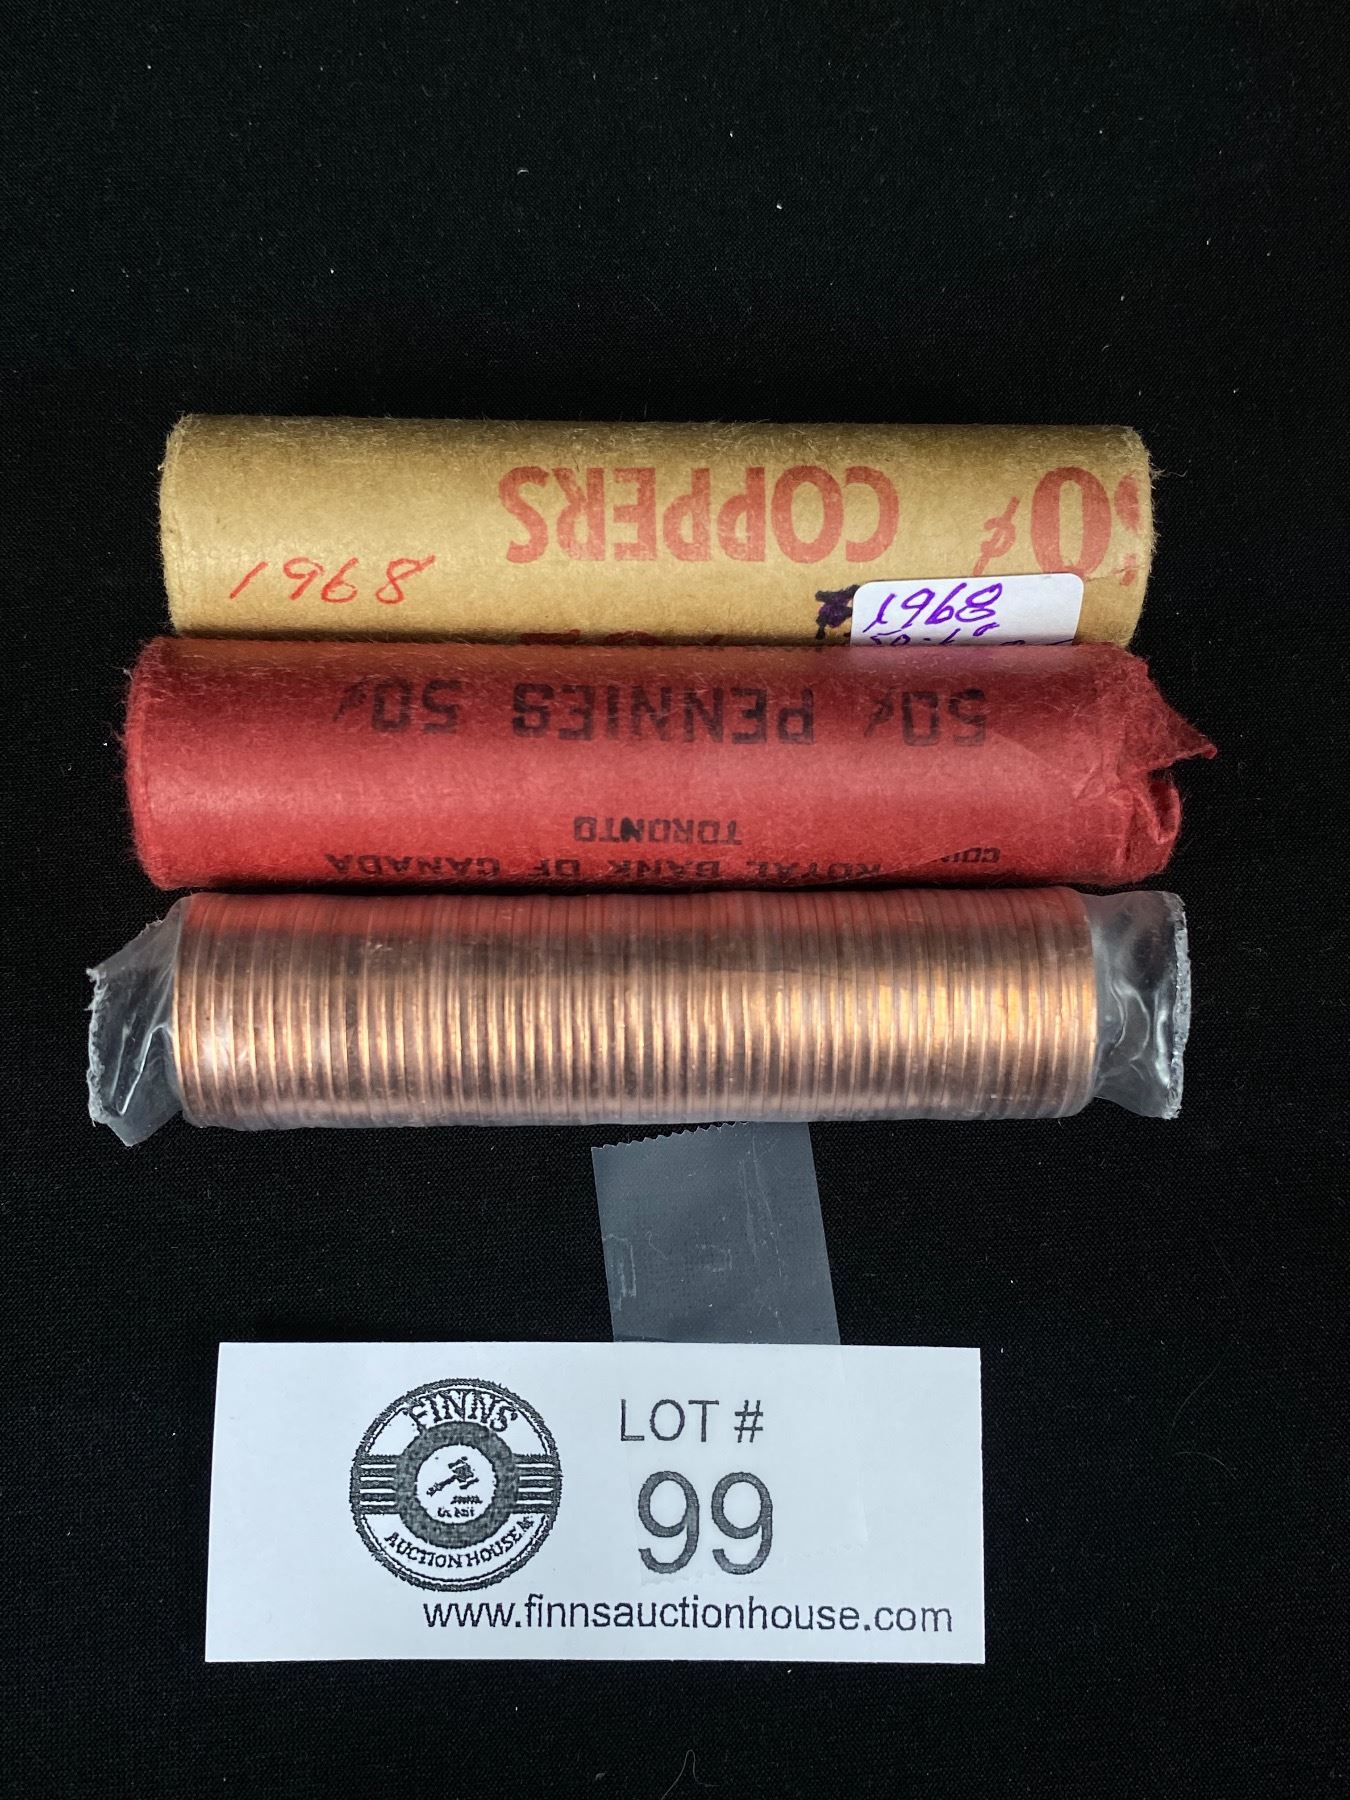 50¢ COPPERS
1968
1968
50¢ PENNIES 50¢
TORONTO
ROYAL BANK OF CANADA
FINNS
AUCTION HOUSE
LOT #
99
www.finnsauctionhouse.com